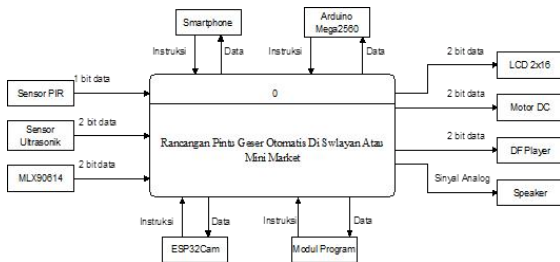 Smartphone
Arduino
Mega2560
Instruksi
Data
Instruksi
Data
1 bit data
2 bit data
LCD 2x16
Sensor PIR
0
2 bit data
Motor DC
2 bit data
Sensor
Ultrasonik
Rancangan Pintu Geser Otomatis Di Swlayan Atau
Mini Market
2 bit data
DF Player
2 bit data
MLX90614
Sinyal Analog
Speaker
Instruksi
Data
Instruksi
Data
ESP32Cam
Modul Program